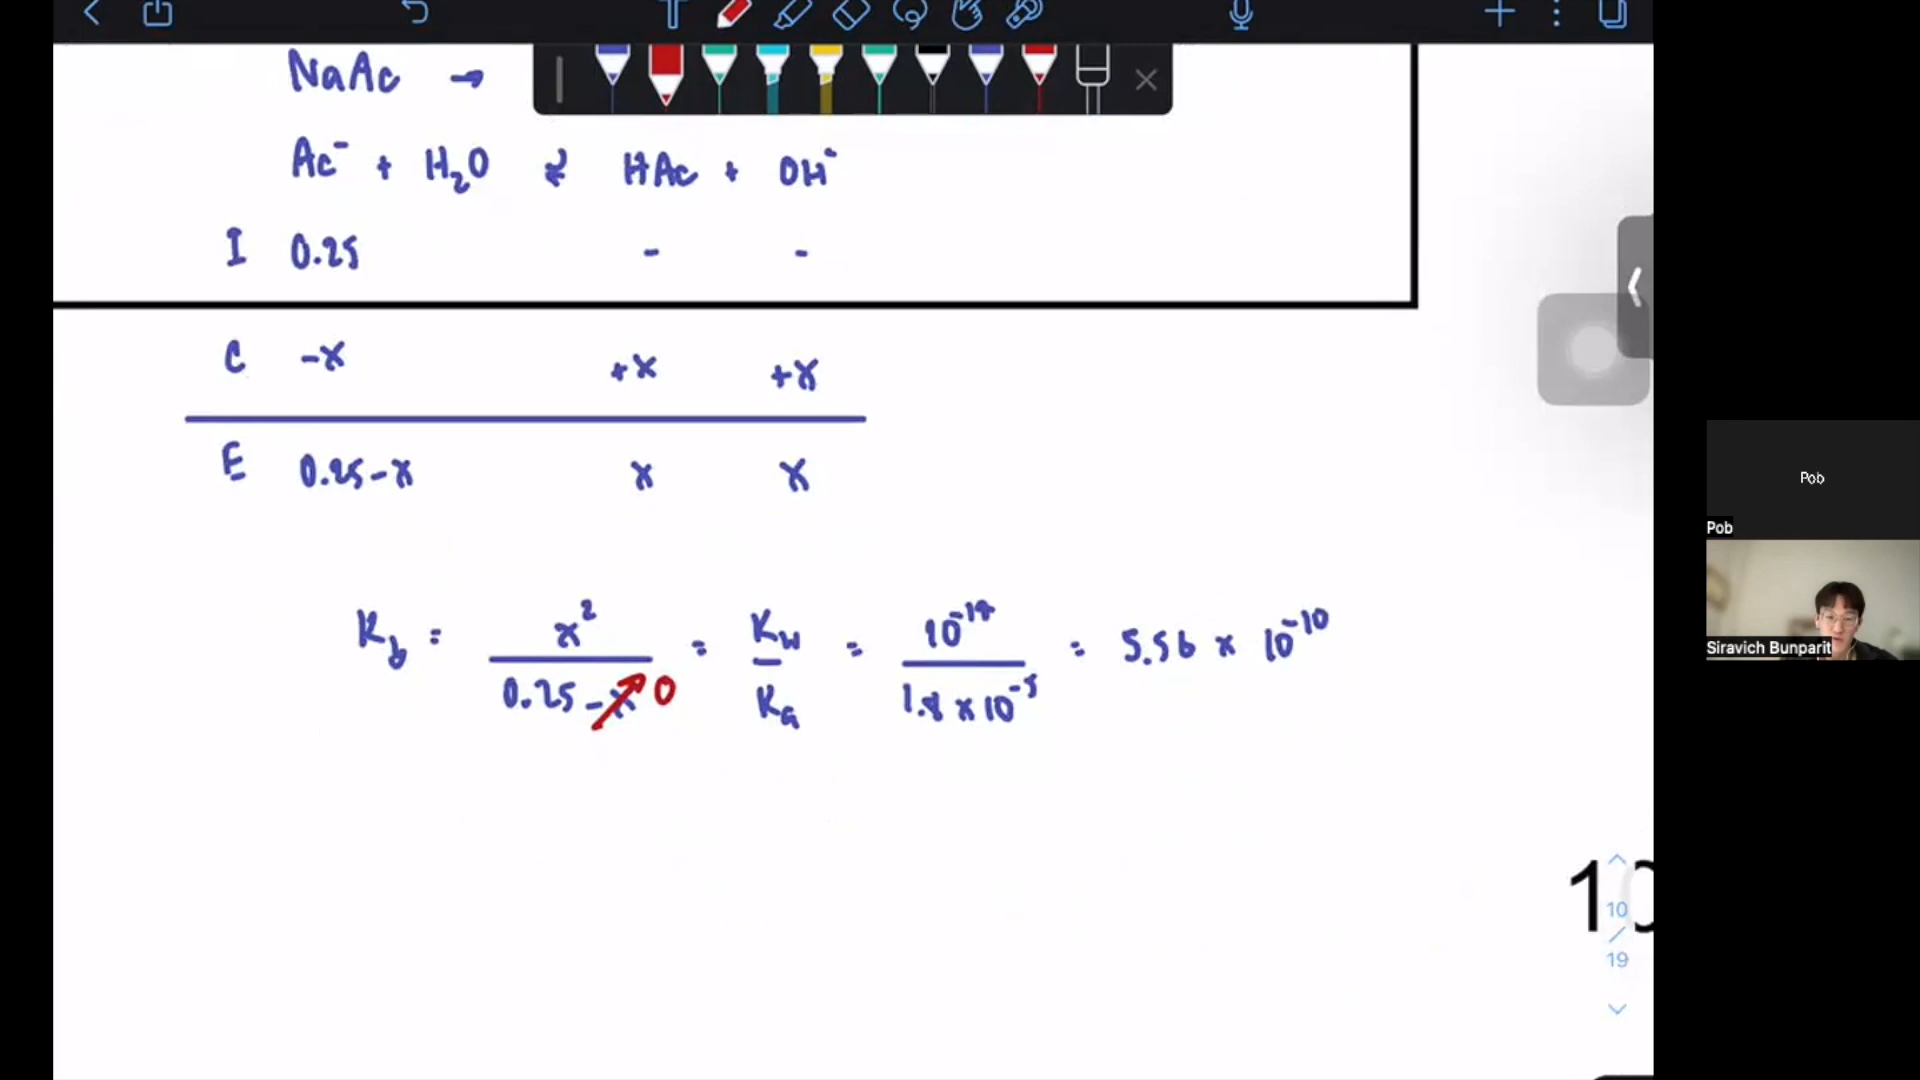 NaAc →
Ac⁻ + H₂O ⇌ HAc + OH⁻
I 0.25 - -
C -x +x +x
E 0.25-x x x
K_b = x² / 0.25 - x 0 = K_w / K_a = 10⁻¹⁴ / 1.8 x 10⁻⁵ = 5.56 x 10⁻¹⁰
10
10
/
19
Pob
Pob
Siravich Bunparit